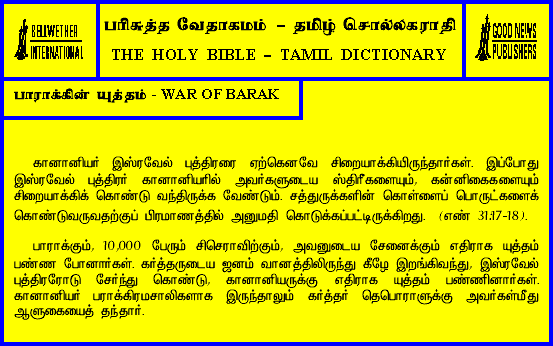 BELLWETHER
INTERNATIONAL
பரிசுத்த வேதாகமம் – தமிழ் சொல்லகராதி
THE HOLY BIBLE – TAMIL DICTIONARY
GOOD NEWS
PUBLISHERS
பாராக்கின் யுத்தம் - WAR OF BARAK
கானானியர் இஸ்ரவேல் புத்திரரை ஏற்கெனவே சிறையாக்கியிருந்தார்கள். இப்போது
இஸ்ரவேல் புத்திரர் கானானியரில் அவர்களுடைய ஸ்திரீகளையும், கன்னிகைகளையும்
சிறையாக்கிக் கொண்டு வந்திருக்க வேண்டும். சத்துருக்களின் கொள்ளைப் பொருட்களைக்
கொண்டுவருவதற்குப் பிரமாணத்தில் அனுமதி கொடுக்கப்பட்டிருக்கிறது. (எண் 31:17-18).
பாராக்கும், 10,000 பேரும் சிசெராவிற்கும், அவனுடைய சேனைக்கும் எதிராக யுத்தம்
பண்ண போனார்கள். கர்த்தருடைய ஜனம் வானத்திலிருந்து கீழே இறங்கிவந்து, இஸ்ரவேல்
புத்திரரோடு சேர்ந்து கொண்டு, கானானியருக்கு எதிராக யுத்தம் பண்ணினார்கள்.
கானானியர் பராக்கிரமசாலிகளாக இருந்தாலும் கர்த்தர் தெபொராளுக்கு அவர்கள்மீது
ஆளுகையைத் தந்தார்.